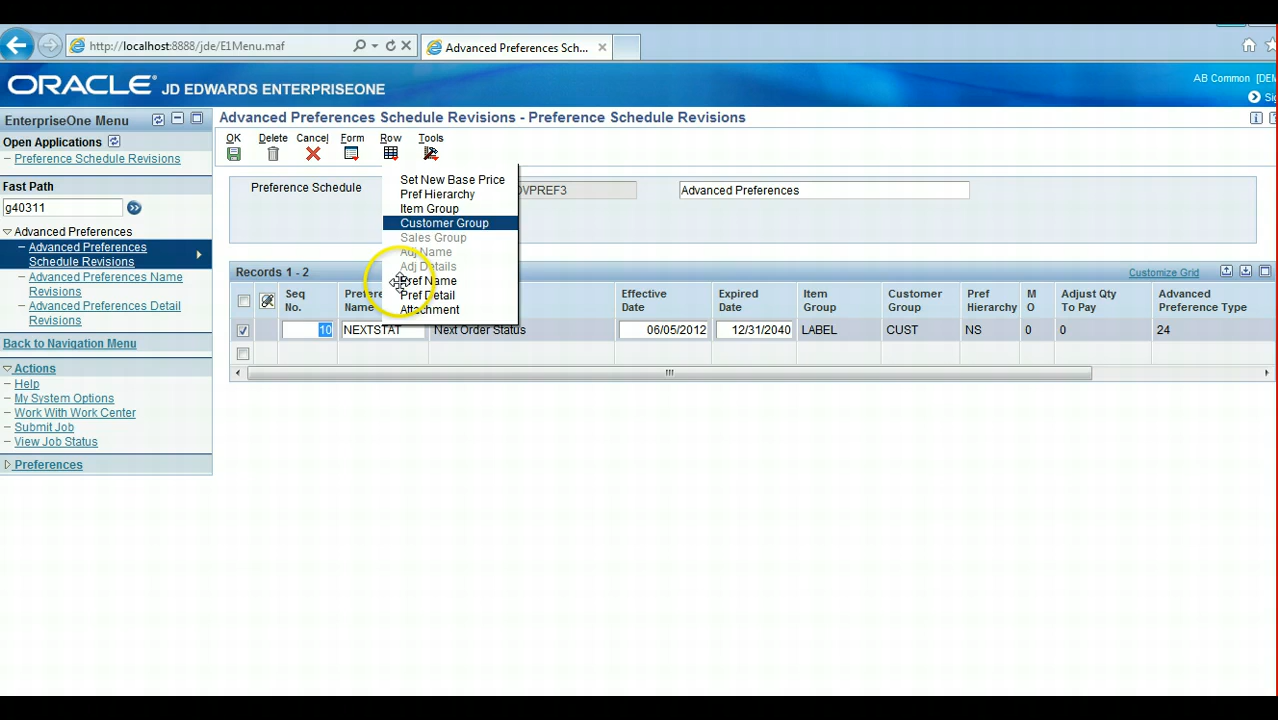 http://localhost:8888/jde/E1Menu.maf
Advanced Preferences Sch...
ORACLE® JD EDWARDS ENTERPRISEONE
AB Common [DEM
EnterpriseOne Menu
Open Applications
Preference Schedule Revisions
Fast Path
g40311
Advanced Preferences
Advanced Preferences
Schedule Revisions
Advanced Preferences Name
Revisions
Advanced Preferences Detail
Revisions
Back to Navigation Menu
Actions
Help
My System Options
Work With Work Center
Submit Job
View Job Status
Preferences
Advanced Preferences Schedule Revisions - Preference Schedule Revisions
OK Delete Cancel Form Row Tools
Set New Base Price
Pref Hierarchy
Item Group
Customer Group
Sales Group
Adj Name
Adj Details
Pref Name
Pref Detail
Attachment
Preference Schedule Advanced Preferences
Records 1 - 2 Customize Grid
Seq Effective Expired Item Customer Pref M Adjust Qty Advanced
No. Name Date Date Group Group Hierarchy O To Pay Preference Type
10 NEXTSTAT Next Order Status 06/05/2012 12/31/2040 LABEL CUST NS 0 0 24